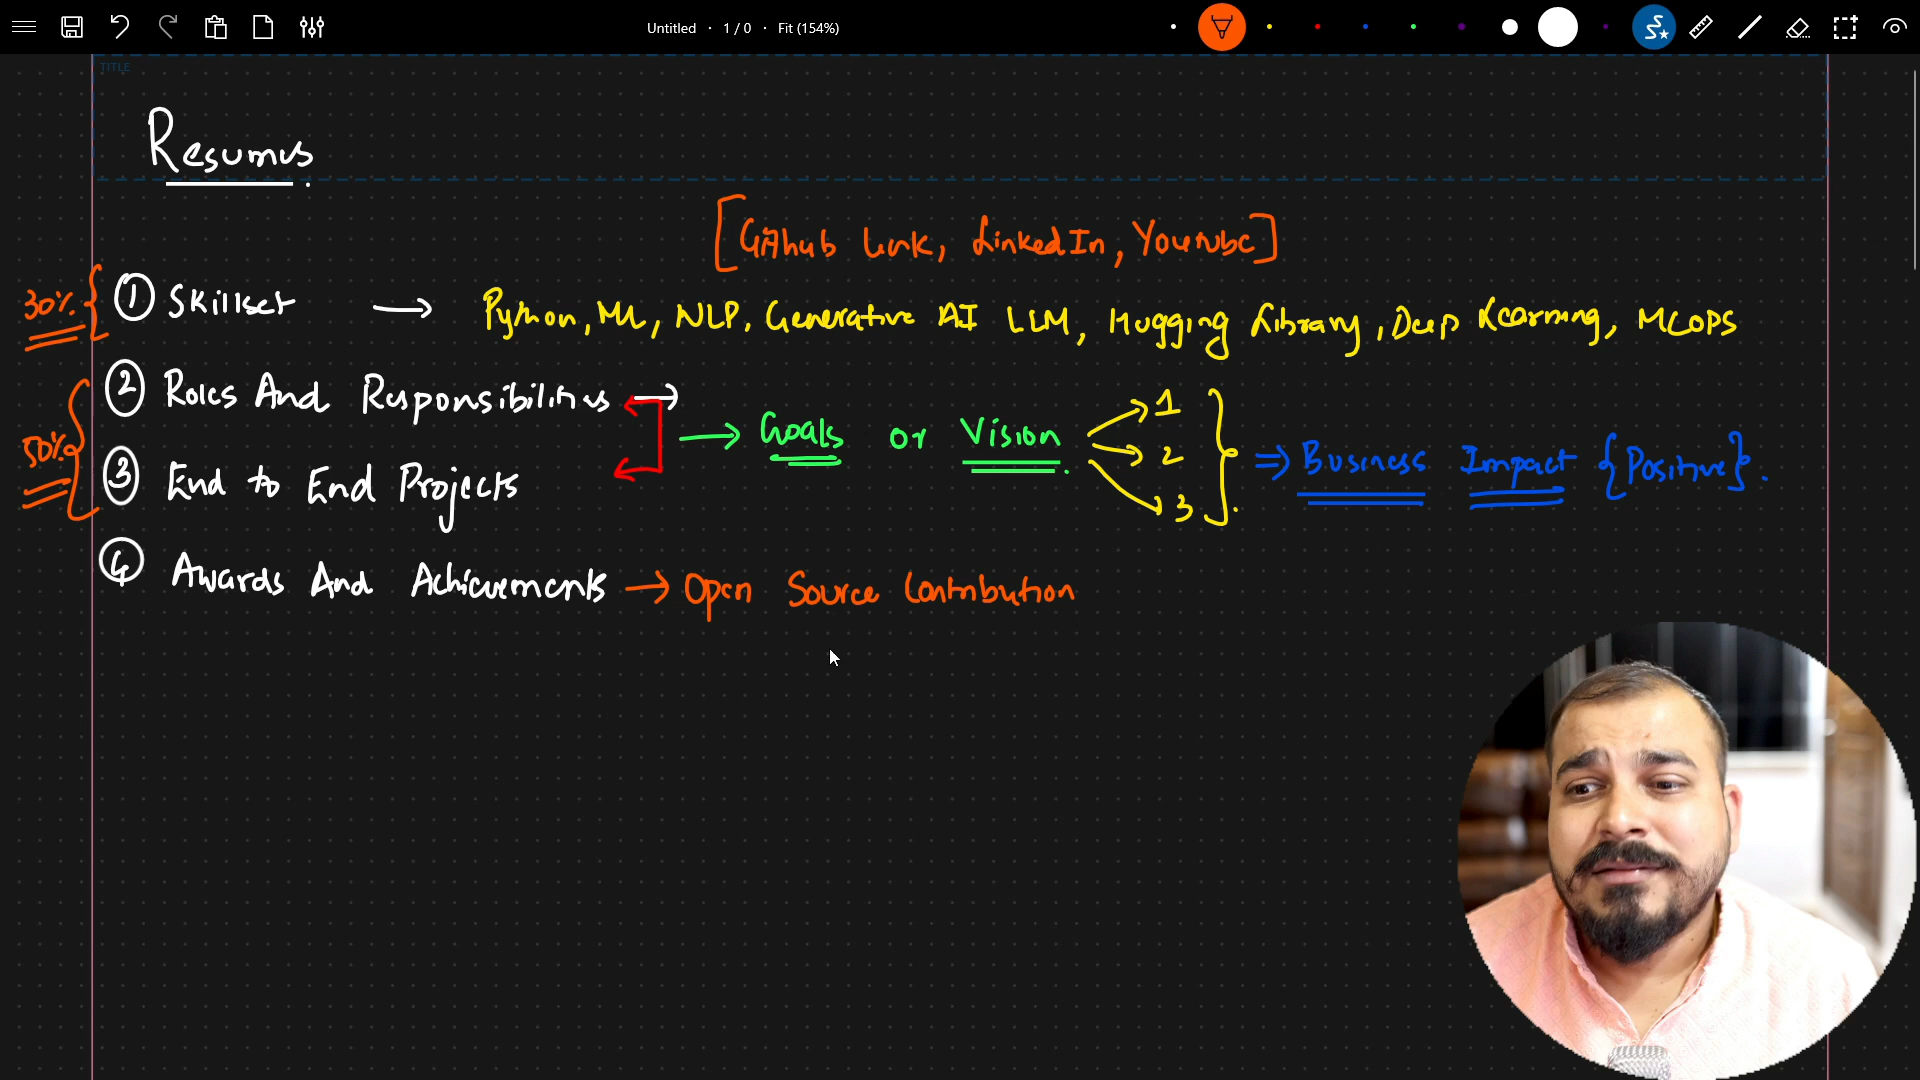 Untitled · 1 / 0 · Fit (154%)
TITLE
Resumes
[Github Link, LinkedIn, Youtube]
30% { ① Skillset → Python, ML, NLP, Generative AI LLM, Hugging Library, Deep Learning, MLOPS
② Roles And Responsibilities →
→ Goals or Vision. 1 2 3 } ⇒ Business Impact {Positive}.
50% { ③ End to End Projects
④ Awards And Achievements → Open Source Contribution